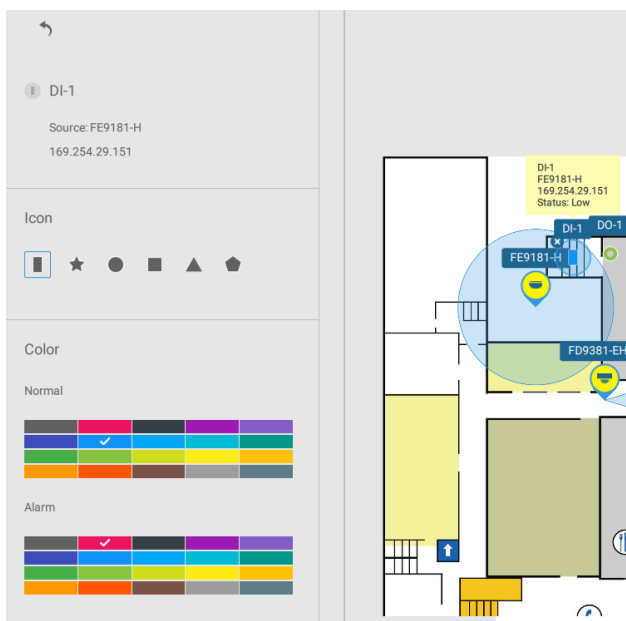 DI-1
Source: FE9181-H
169.254.29.151
Icon
Color
Normal
Alarm
DI-1
FE9181-H
169.254.29.151
Status: Low
DI-1
DO-1
FE9181-H
FD9381-EH